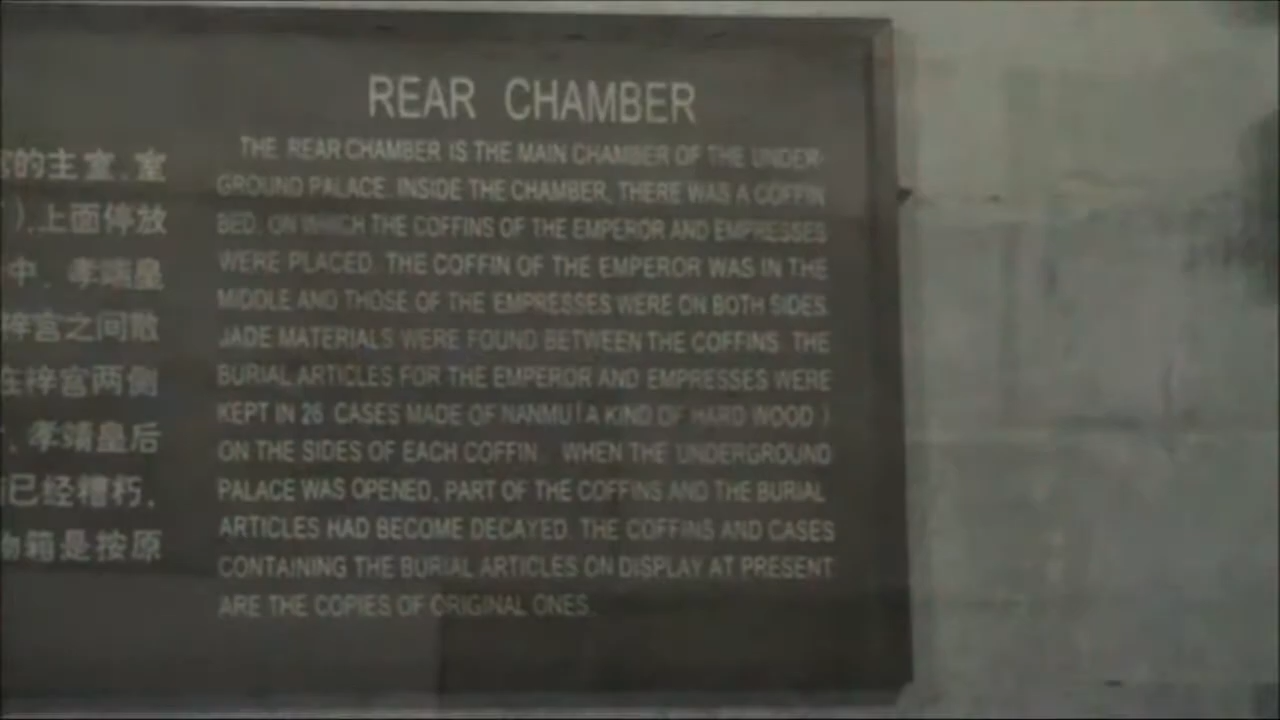 REAR CHAMBER
THE REAR CHAMBER IS THE MAIN CHAMBER OF THE UNDER-
GROUND PALACE. INSIDE THE CHAMBER, THERE WAS A COFFIN
BED, ON WHICH THE COFFINS OF THE EMPEROR AND EMPRESSES
WERE PLACED. THE COFFIN OF THE EMPEROR WAS IN THE
MIDDLE AND THOSE OF THE EMPRESSES WERE ON BOTH SIDES.
JADE MATERIALS WERE FOUND BETWEEN THE COFFINS. THE
BURIAL ARTICLES FOR THE EMPEROR AND EMPRESSES WERE
KEPT IN 26 CASES MADE OF NANMU (A KIND OF HARD WOOD)
ON THE SIDES OF EACH COFFIN. WHEN THE UNDERGROUND
PALACE WAS OPENED, PART OF THE COFFINS AND THE BURIAL
ARTICLES HAD BECOME DECAYED. THE COFFINS AND CASES
CONTAINING THE BURIAL ARTICLES ON DISPLAY AT PRESENT
ARE THE COPIES OF ORIGINAL ONES.
的主室,室
),上面停放
中,孝端皇
梓宫之间散
在梓宫两侧
,孝靖皇后
已经糟朽,
物箱是按原